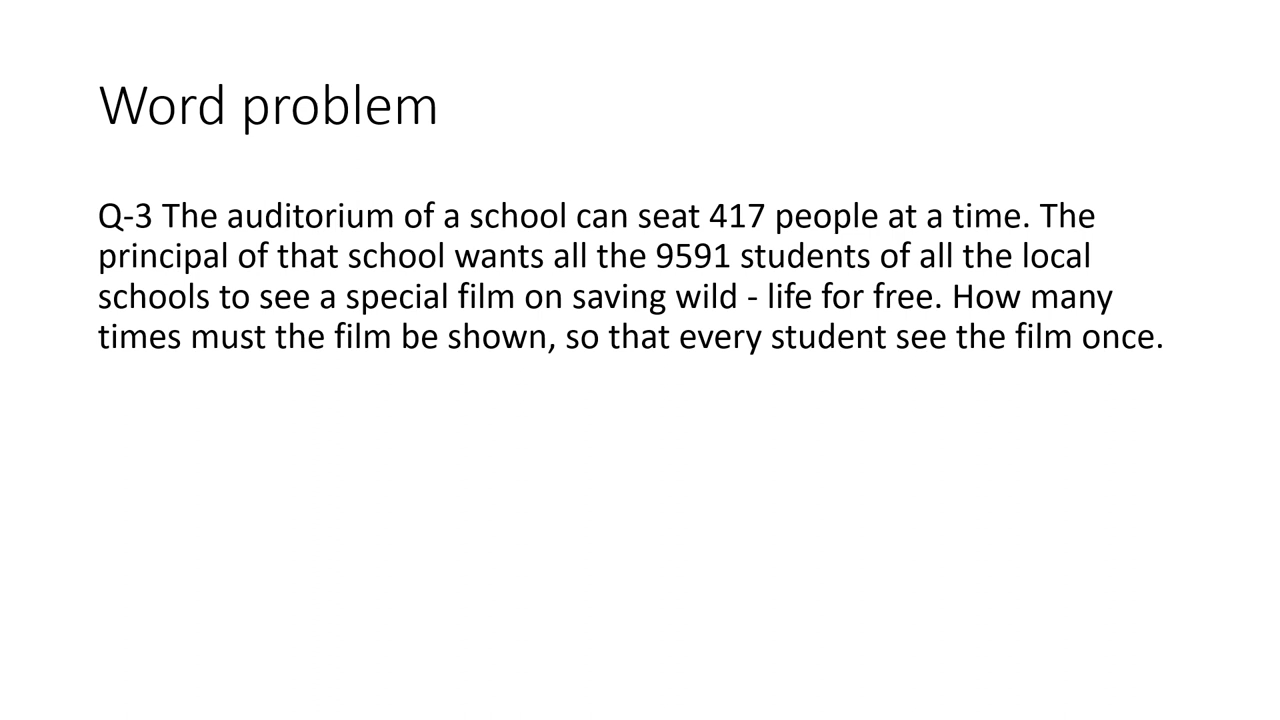 Word problem
Q-3 The auditorium of a school can seat 417 people at a time. The
principal of that school wants all the 9591 students of all the local
schools to see a special film on saving wild - life for free. How many
times must the film be shown, so that every student see the film once.